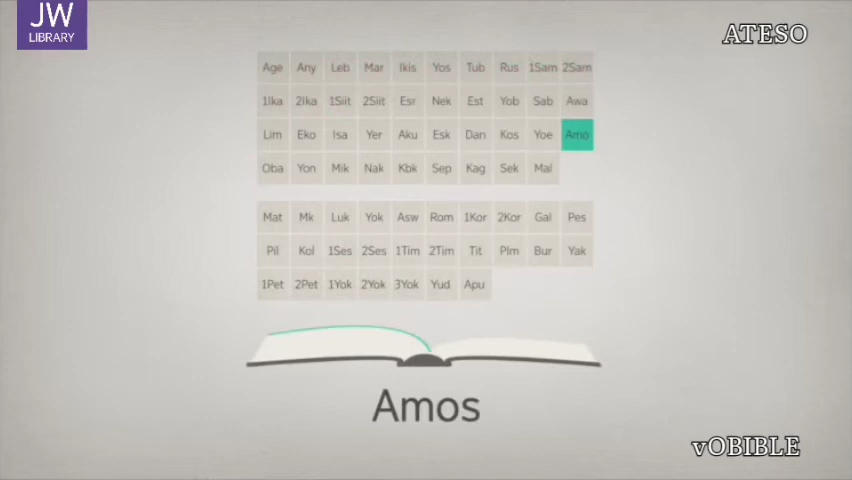 JW
LIBRARY
ATESO
Age Any Leb Mar Ikis Yos Tub Rus 1Sam 2Sam
1Ika 2Ika 1Siit 2Siit Esr Nek Est Yob Sab Awa
Lim Eko Isa Yer Aku Esk Dan Kos Yoe Amo
Oba Yon Mik Nak Kbk Sep Kag Sek Mal
Mat Mk Luk Yok Asw Rom 1Kor 2Kor Gal Pes
Pil Kol 1Ses 2Ses 1Tim 2Tim Tit Plm Bur Yak
1Pet 2Pet 1Yok 2Yok 3Yok Yud Apu
Amos
vOBIBLE